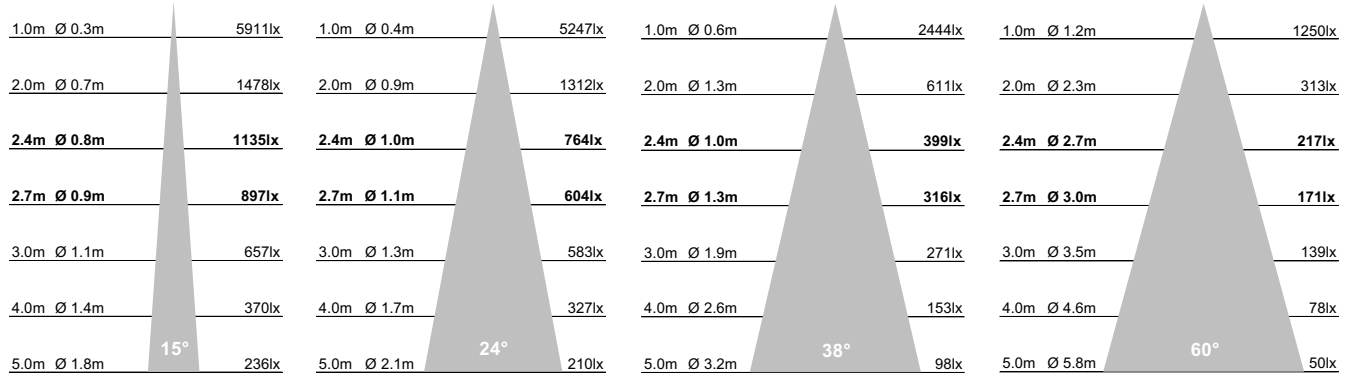 1.0m Ø 0.3m 5911lx
2.0m Ø 0.7m 1478lx
2.4m Ø 0.8m 1135lx
2.7m Ø 0.9m 897lx
3.0m Ø 1.1m 657lx
4.0m Ø 1.4m 370lx
15°
5.0m Ø 1.8m 236lx
1.0m Ø 0.4m 5247lx
2.0m Ø 0.9m 1312lx
2.4m Ø 1.0m 764lx
2.7m Ø 1.1m 604lx
3.0m Ø 1.3m 583lx
4.0m Ø 1.7m 327lx
24°
5.0m Ø 2.1m 210lx
1.0m Ø 0.6m 2444lx
2.0m Ø 1.3m 611lx
2.4m Ø 1.0m 399lx
2.7m Ø 1.3m 316lx
3.0m Ø 1.9m 271lx
4.0m Ø 2.6m 153lx
38°
5.0m Ø 3.2m 98lx
1.0m Ø 1.2m 1250lx
2.0m Ø 2.3m 313lx
2.4m Ø 2.7m 217lx
2.7m Ø 3.0m 171lx
3.0m Ø 3.5m 139lx
4.0m Ø 4.6m 78lx
60°
5.0m Ø 5.8m 50lx